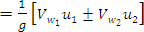 = 1/g [V_{w_1} u_1 ± V_{w_2} u_2]